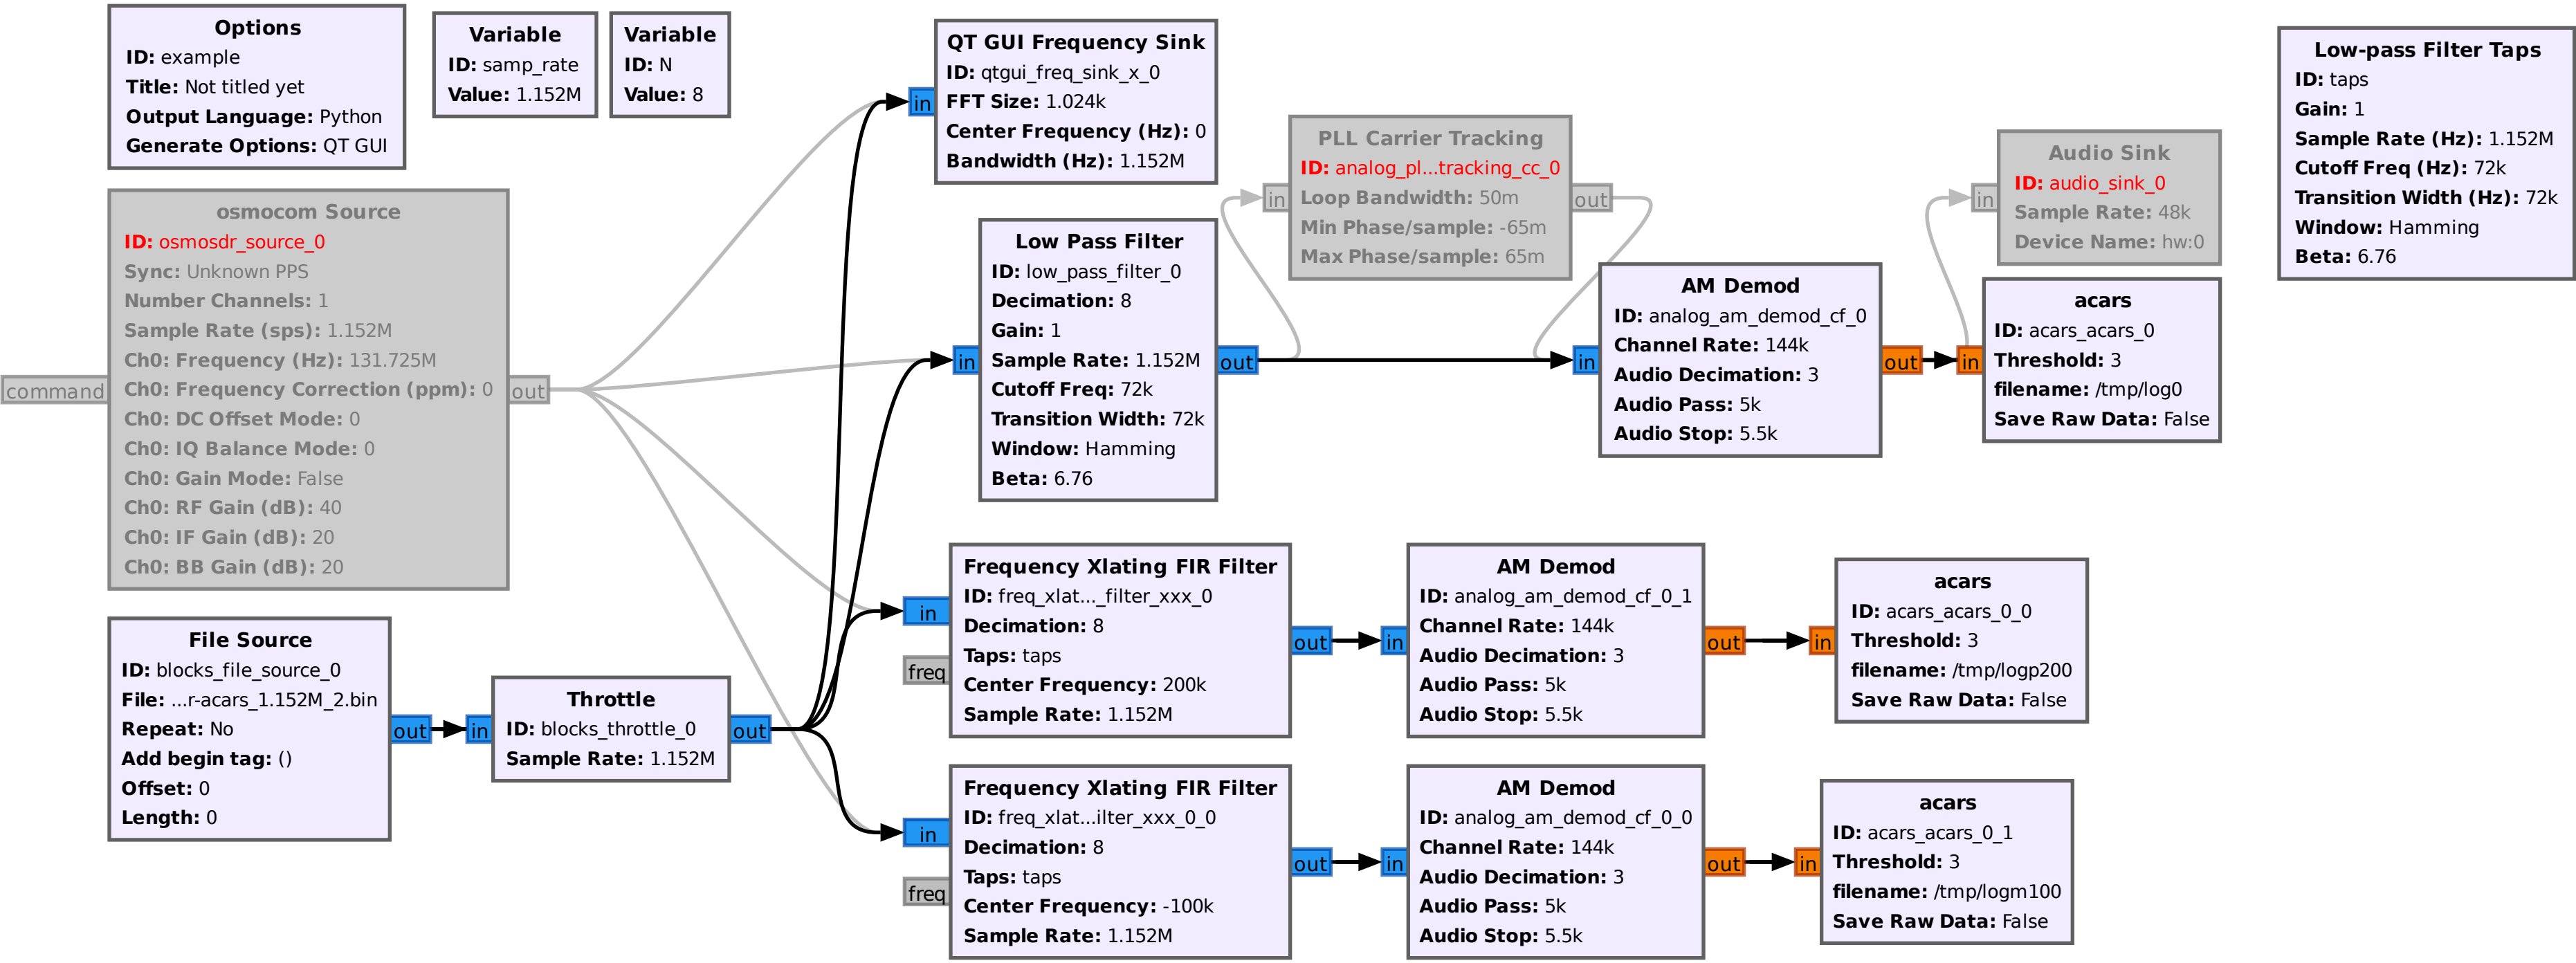 Options
ID: example
Title: Not titled yet
Output Language: Python
Generate Options: QT GUI
Variable
ID: samp_rate
Value: 1.152M
Variable
ID: N
Value: 8
QT GUI Frequency Sink
ID: qtgui_freq_sink_x_0
FFT Size: 1.024k
Center Frequency (Hz): 0
Bandwidth (Hz): 1.152M
in
Low-pass Filter Taps
ID: taps
Gain: 1
Sample Rate (Hz): 1.152M
Cutoff Freq (Hz): 72k
Transition Width (Hz): 72k
Window: Hamming
Beta: 6.76
PLL Carrier Tracking
ID: analog_pl...tracking_cc_0
Loop Bandwidth: 50m
Min Phase/sample: -65m
Max Phase/sample: 65m
in
out
Audio Sink
ID: audio_sink_0
Sample Rate: 48k
Device Name: hw:0
in
osmocom Source
ID: osmosdr_source_0
Sync: Unknown PPS
Number Channels: 1
Sample Rate (sps): 1.152M
Ch0: Frequency (Hz): 131.725M
Ch0: Frequency Correction (ppm): 0
Ch0: DC Offset Mode: 0
Ch0: IQ Balance Mode: 0
Ch0: Gain Mode: False
Ch0: RF Gain (dB): 40
Ch0: IF Gain (dB): 20
Ch0: BB Gain (dB): 20
command
out
Low Pass Filter
ID: low_pass_filter_0
Decimation: 8
Gain: 1
Sample Rate: 1.152M
Cutoff Freq: 72k
Transition Width: 72k
Window: Hamming
Beta: 6.76
in
out
AM Demod
ID: analog_am_demod_cf_0
Channel Rate: 144k
Audio Decimation: 3
Audio Pass: 5k
Audio Stop: 5.5k
in
out
acars
ID: acars_acars_0
Threshold: 3
filename: /tmp/log0
Save Raw Data: False
in
File Source
ID: blocks_file_source_0
File: ...r-acars_1.152M_2.bin
Repeat: No
Add begin tag: ()
Offset: 0
Length: 0
out
Throttle
ID: blocks_throttle_0
Sample Rate: 1.152M
in
out
Frequency Xlating FIR Filter
ID: freq_xlat..._filter_xxx_0
Decimation: 8
Taps: taps
Center Frequency: 200k
Sample Rate: 1.152M
in
freq
out
AM Demod
ID: analog_am_demod_cf_0_1
Channel Rate: 144k
Audio Decimation: 3
Audio Pass: 5k
Audio Stop: 5.5k
in
out
acars
ID: acars_acars_0_0
Threshold: 3
filename: /tmp/logp200
Save Raw Data: False
in
Frequency Xlating FIR Filter
ID: freq_xlat...ilter_xxx_0_0
Decimation: 8
Taps: taps
Center Frequency: -100k
Sample Rate: 1.152M
in
freq
out
AM Demod
ID: analog_am_demod_cf_0_0
Channel Rate: 144k
Audio Decimation: 3
Audio Pass: 5k
Audio Stop: 5.5k
in
out
acars
ID: acars_acars_0_1
Threshold: 3
filename: /tmp/logm100
Save Raw Data: False
in